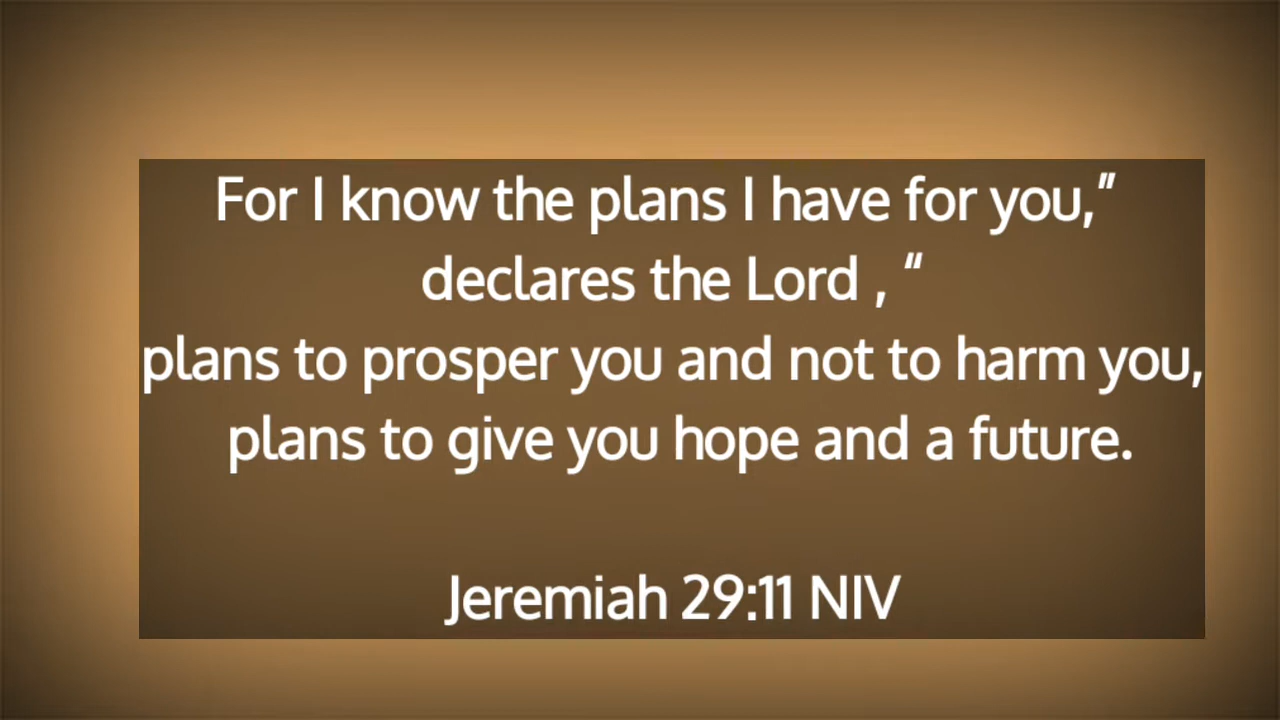 For I know the plans I have for you,”
declares the Lord , “
plans to prosper you and not to harm you,
plans to give you hope and a future.
Jeremiah 29:11 NIV